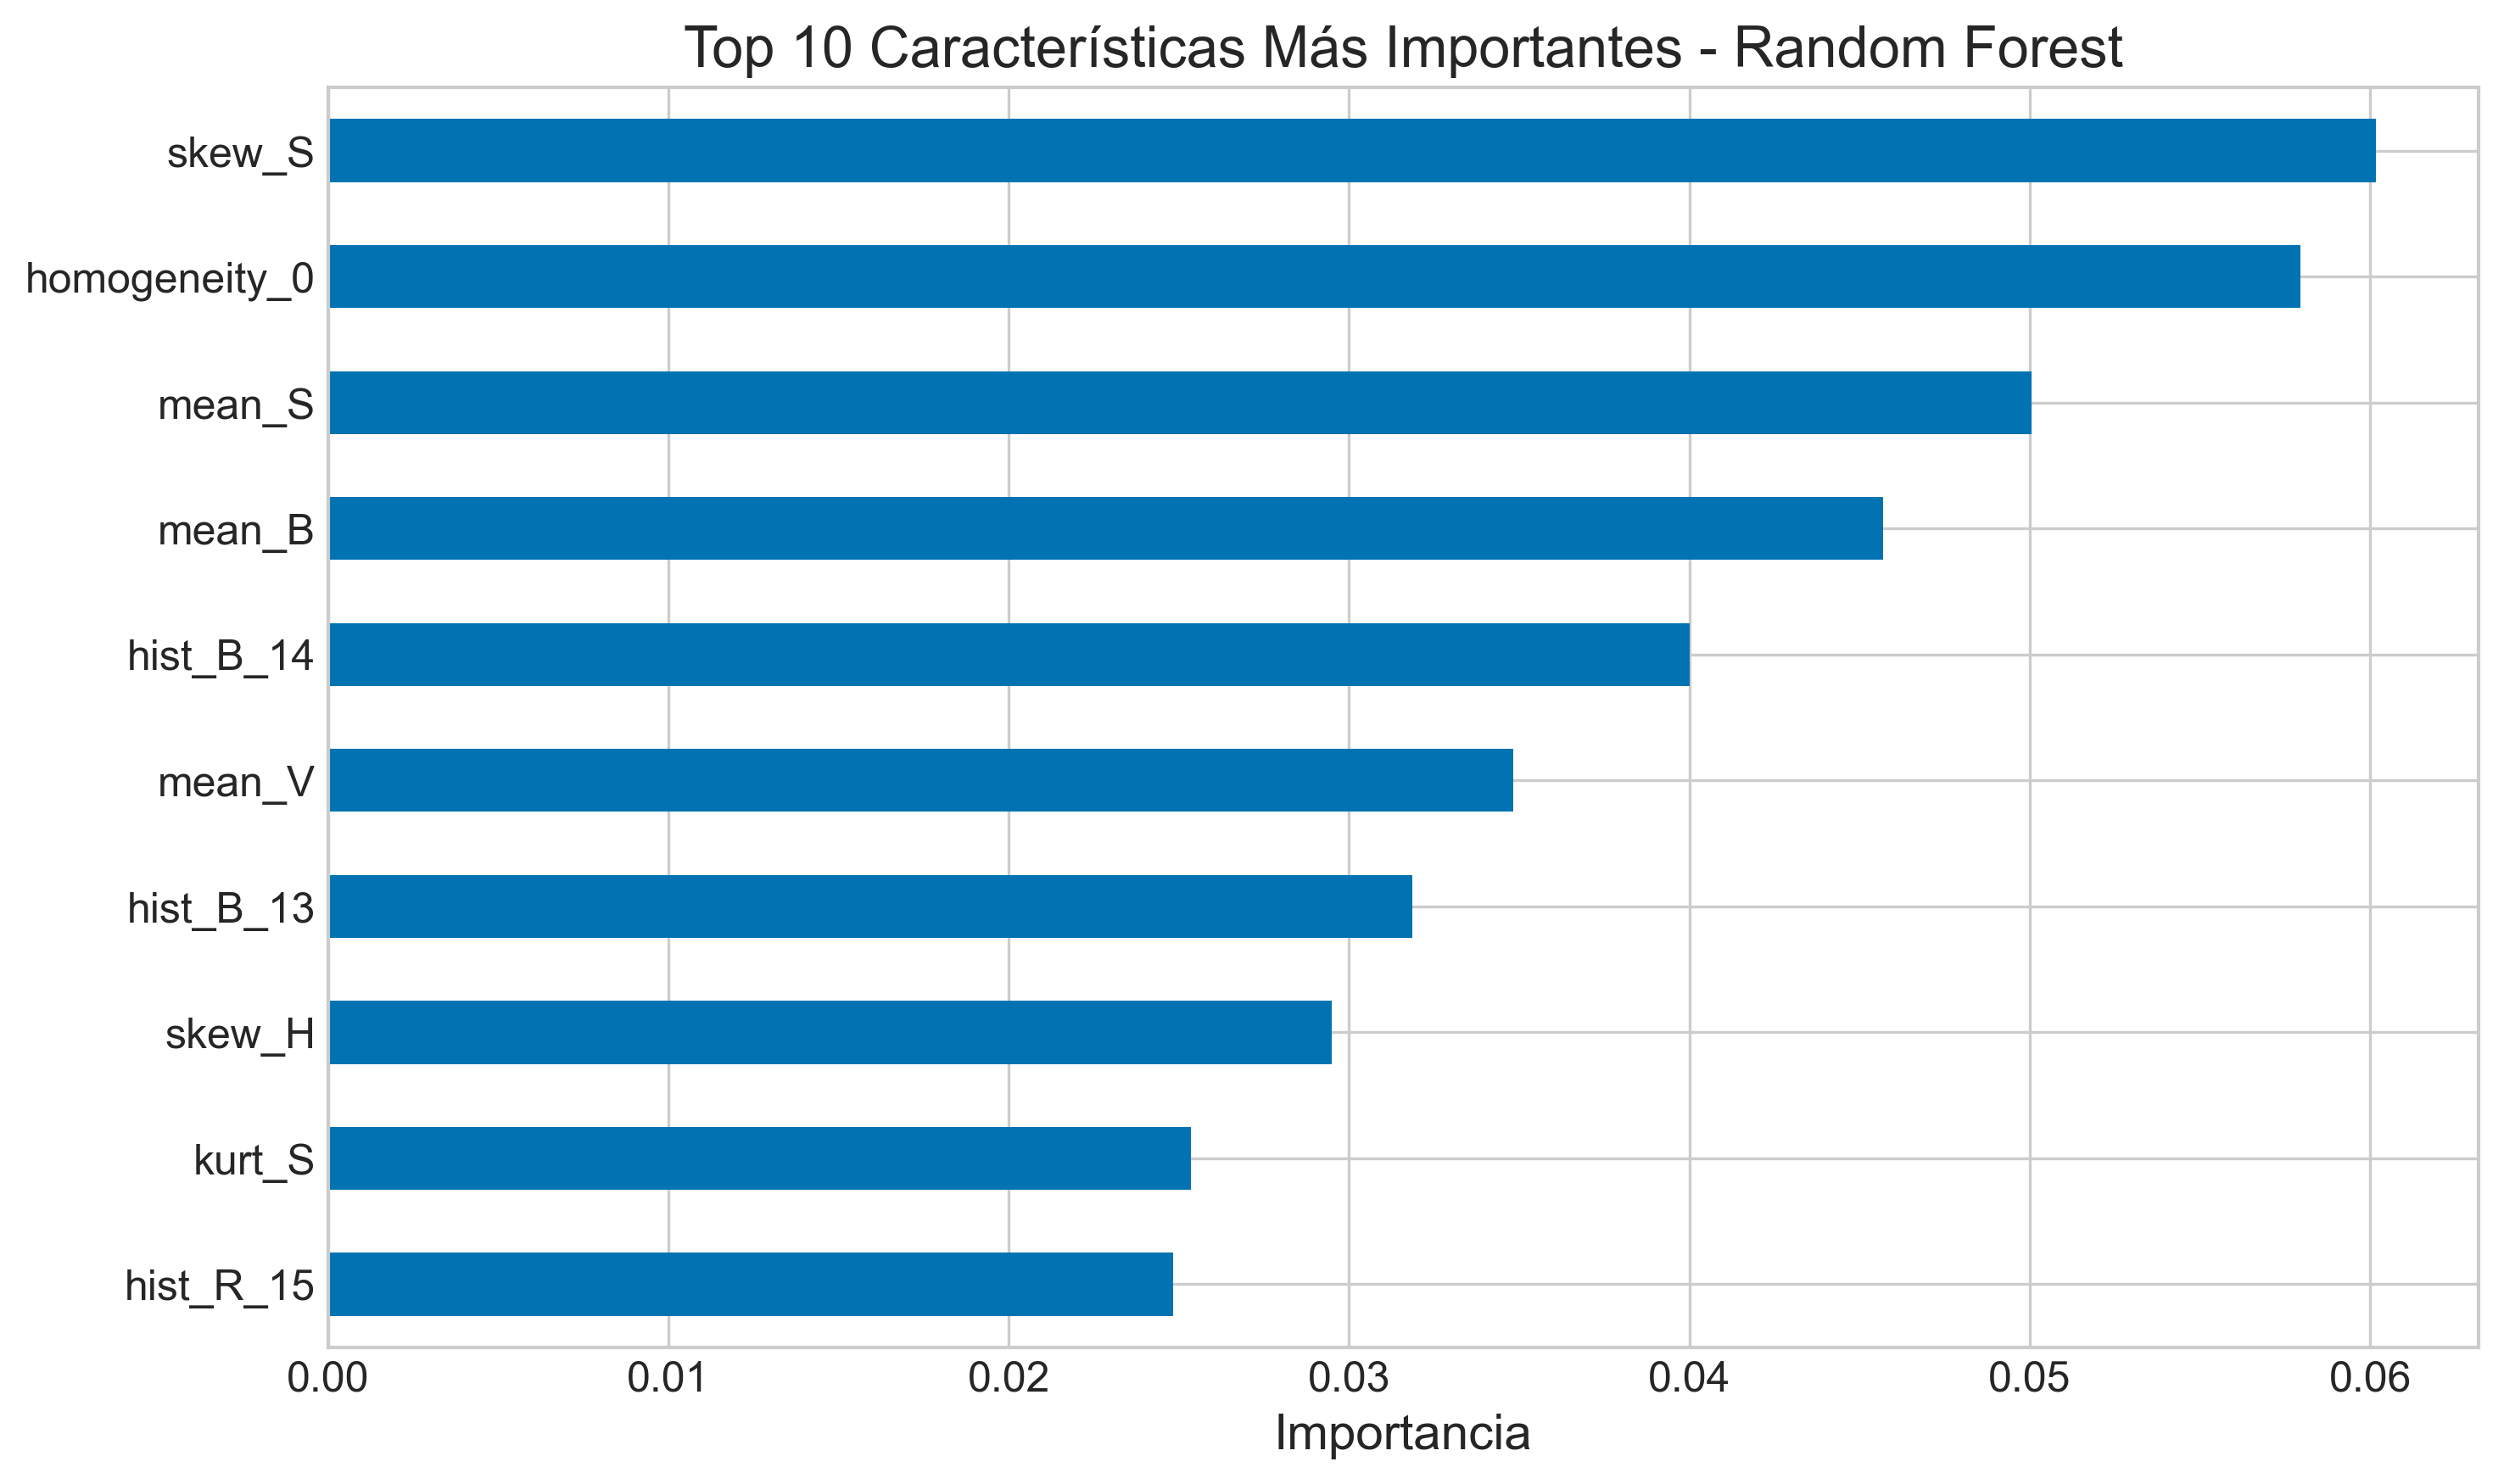 Top 10 Características Más Importantes - Random Forest
skew_S
homogeneity_0
mean_S
mean_B
hist_B_14
mean_V
hist_B_13
skew_H
kurt_S
hist_R_15
0.00 0.01 0.02 0.03 0.04 0.05 0.06
Importancia